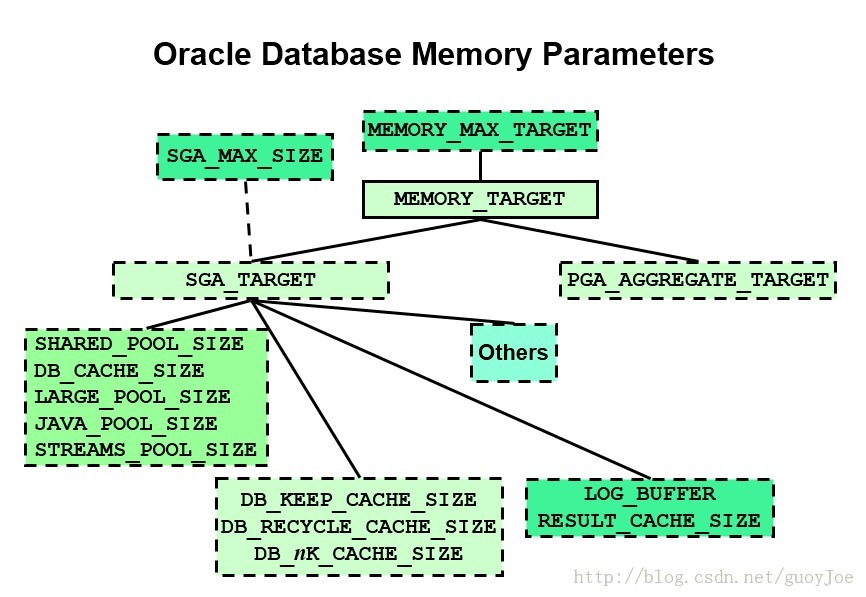 Oracle Database Memory Parameters
MEMORY_MAX_TARGET
SGA_MAX_SIZE
MEMORY_TARGET
SGA_TARGET
PGA_AGGREGATE_TARGET
SHARED_POOL_SIZE
DB_CACHE_SIZE
LARGE_POOL_SIZE
JAVA_POOL_SIZE
STREAMS_POOL_SIZE
Others
DB_KEEP_CACHE_SIZE
DB_RECYCLE_CACHE_SIZE
DB_nK_CACHE_SIZE
LOG_BUFFER
RESULT_CACHE_SIZE
http://blog.csdn.net/guoyJoe